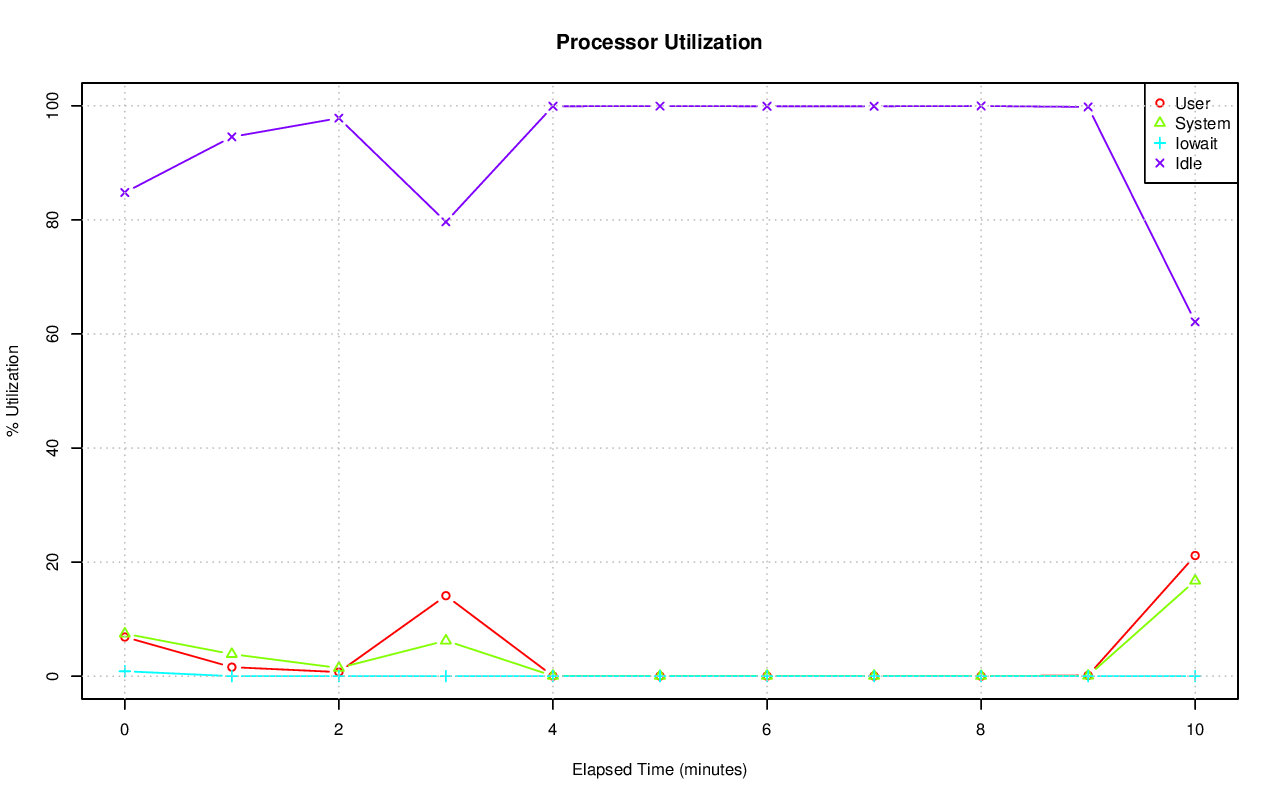 Processor Utilization
% Utilization
100
80
60
40
20
0
User
System
Iowait
Idle
0 2 4 6 8 10
Elapsed Time (minutes)